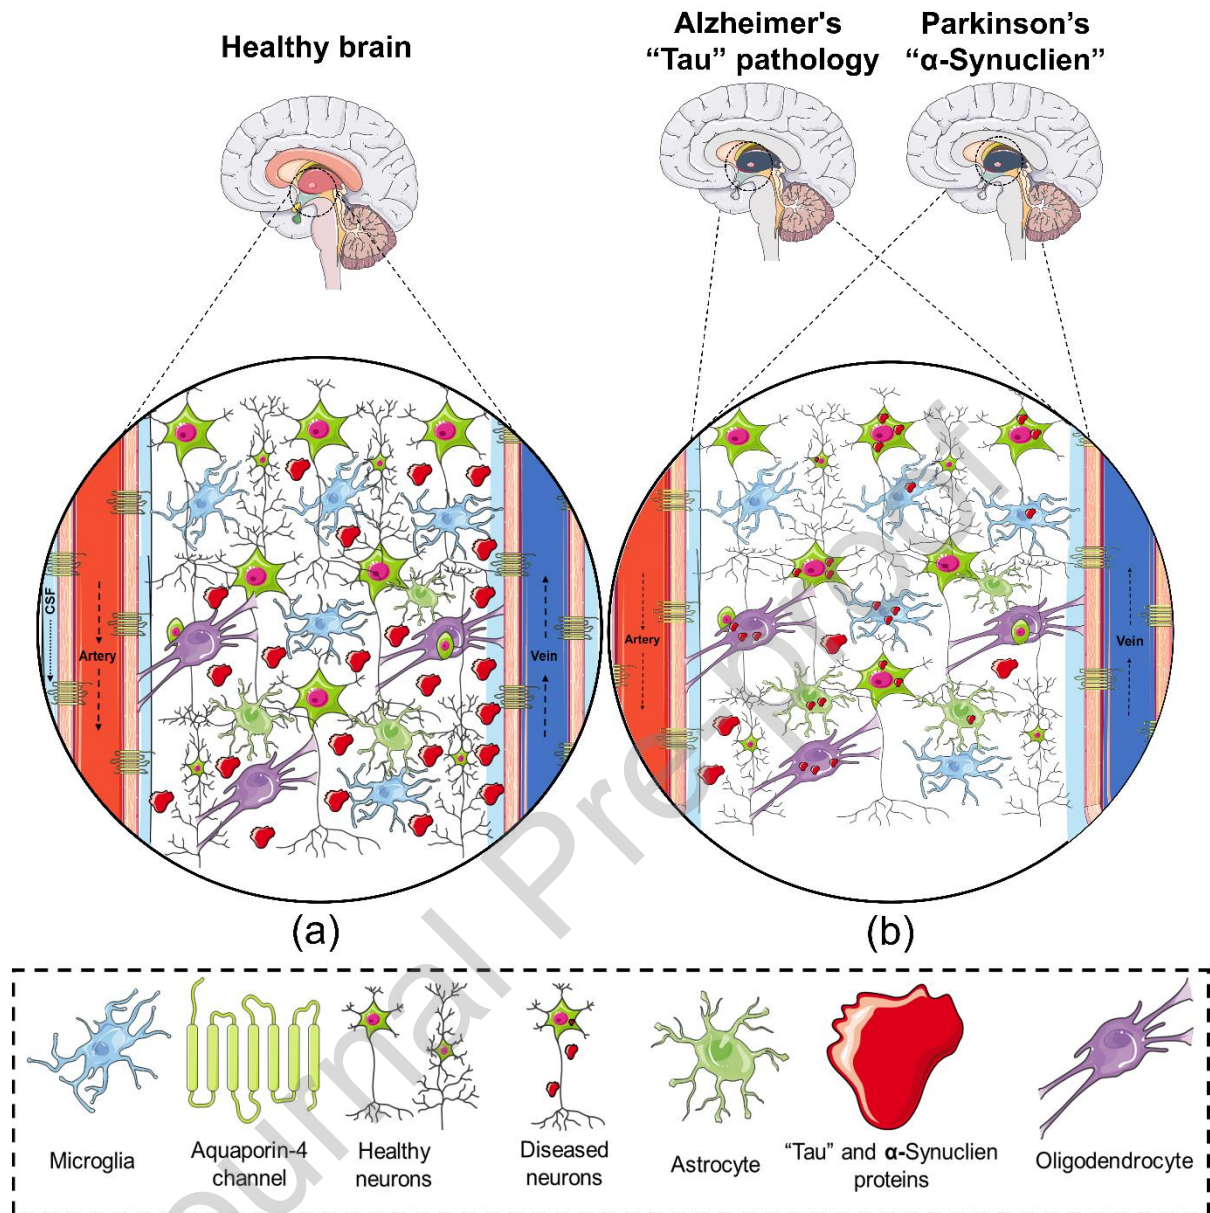 Healthy brain
Alzheimer's
“Tau” pathology
Parkinson’s
“α-Synuclien”
CSF
Artery
Vein
Artery
Vein
(a)
(b)
Journal Pre-proof
Microglia
Aquaporin-4
channel
Healthy
neurons
Diseased
neurons
Astrocyte
“Tau” and α-Synuclien
proteins
Oligodendrocyte